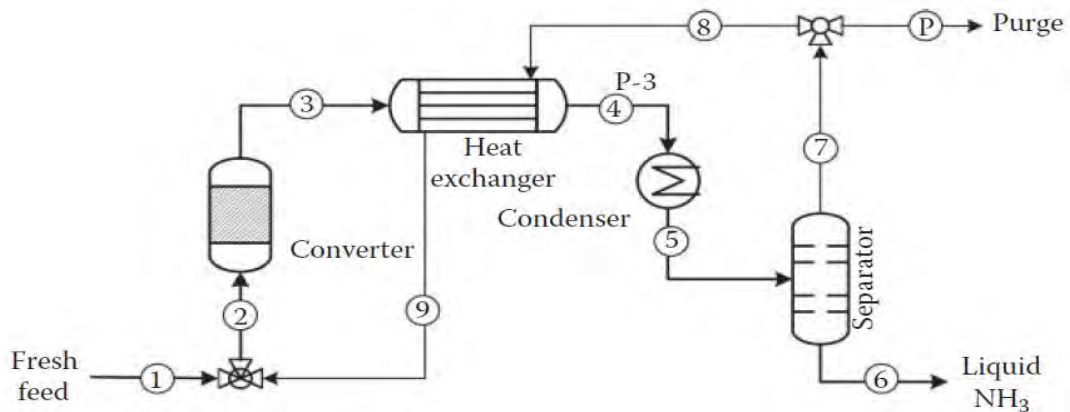 8
P
Purge
3
P-3
4
Heat
exchanger
7
Condenser
Converter
5
Separator
2
9
Fresh
feed
1
6
Liquid
NH₃